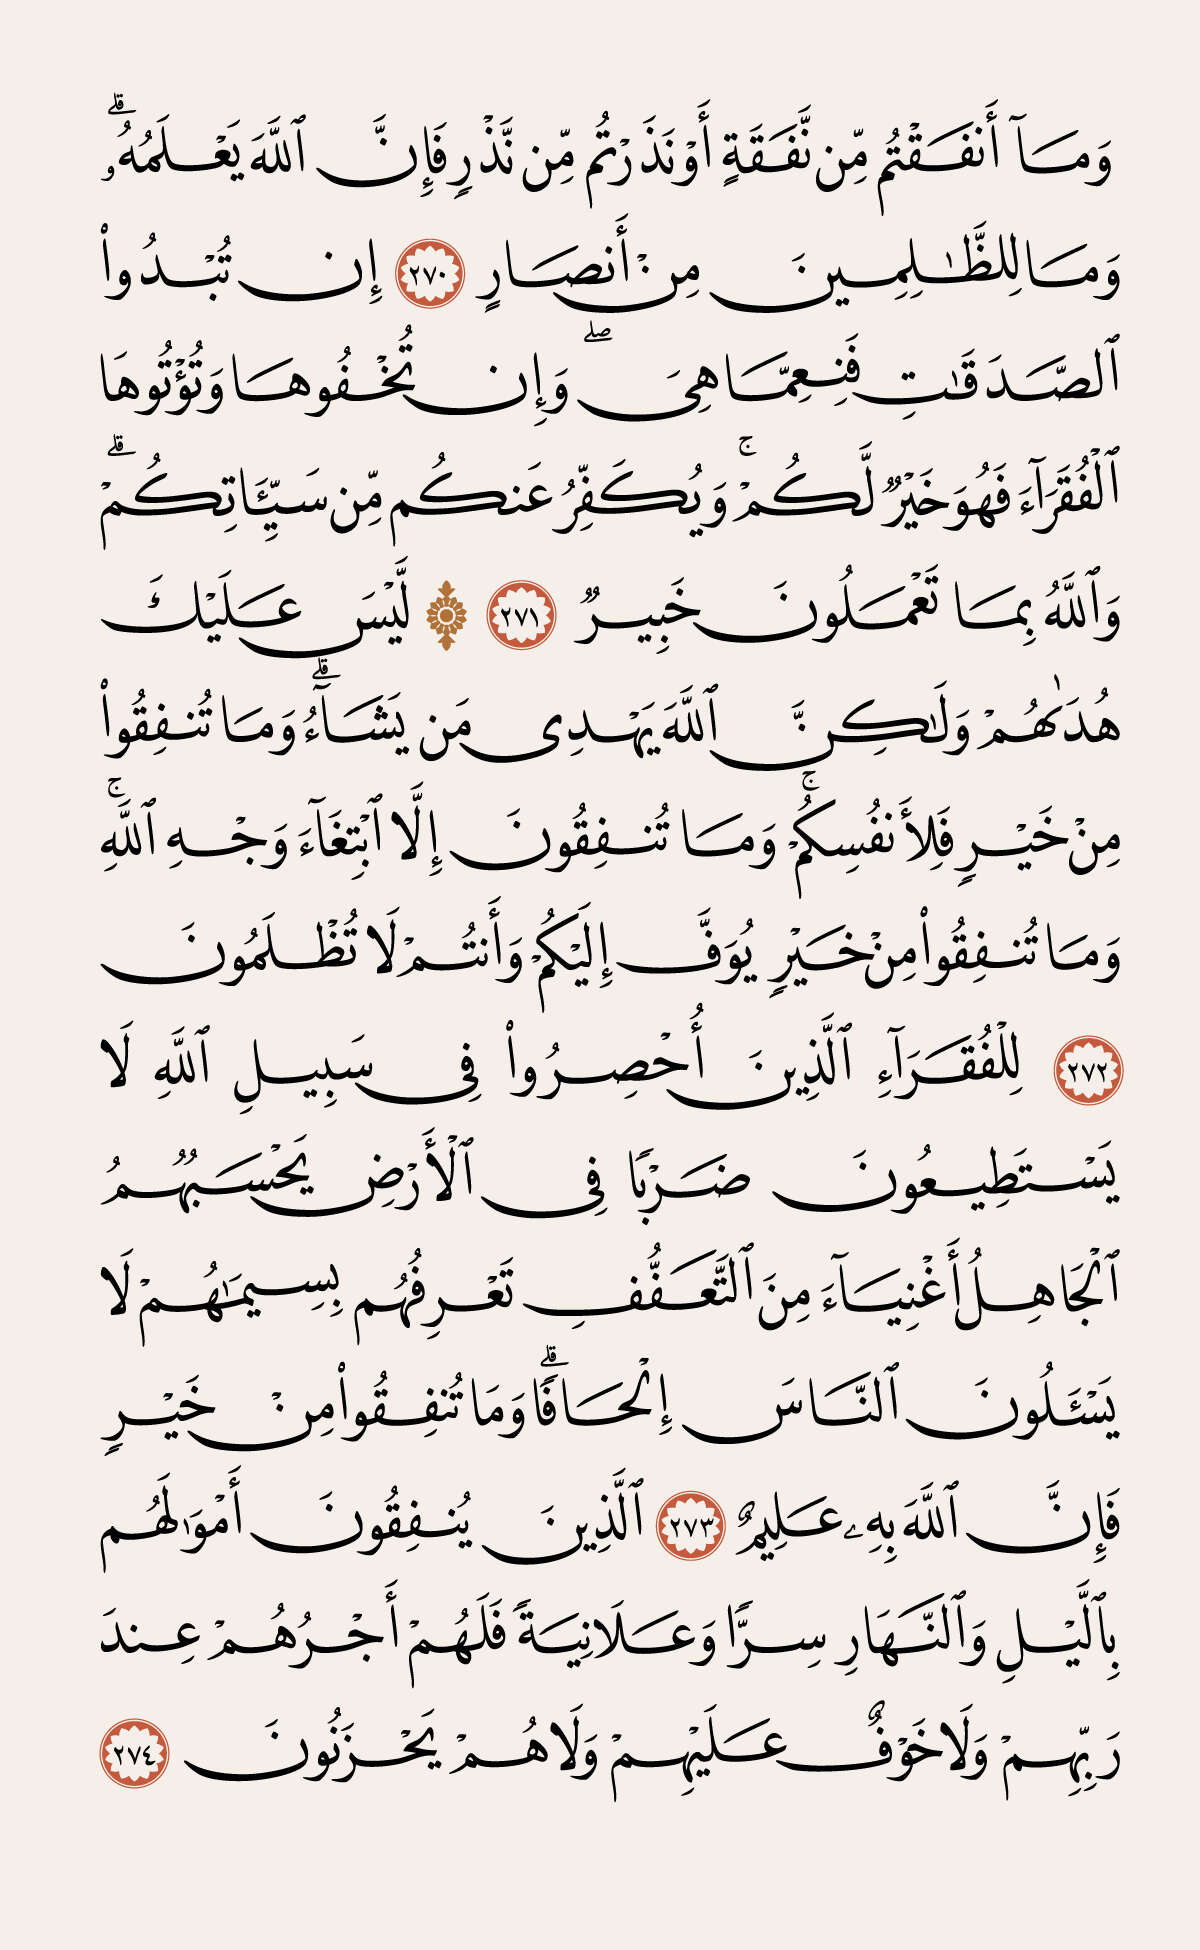 وَمَآ أَنفَقْتُم مِّن نَّفَقَةٍ أَوْ نَذَرْتُم مِّن نَّذْرٍ فَإِنَّ ٱللَّهَ يَعْلَمُهُۥۗ
وَمَا لِلظَّٰلِمِينَ مِنْ أَنصَارٍ ٢٧٠ إِن تُبْدُوا۟
ٱلصَّدَقَٰتِ فَنِعِمَّا هِىَۖ وَإِن تُخْفُوهَا وَتُؤْتُوهَا
ٱلْفُقَرَآءَ فَهُوَ خَيْرٌ لَّكُمْۚ وَيُكَفِّرُ عَنكُم مِّن سَيِّـَٔاتِكُمْۗ
وَٱللَّهُ بِمَا تَعْمَلُونَ خَبِيرٌ ٢٧١ ۞ لَّيْسَ عَلَيْكَ
هُدَىٰهُمْ وَلَٰكِنَّ ٱللَّهَ يَهْدِى مَن يَشَآءُۗ وَمَا تُنفِقُوا۟
مِنْ خَيْرٍ فَلِأَنفُسِكُمْۚ وَمَا تُنفِقُونَ إِلَّا ٱبْتِغَآءَ وَجْهِ ٱللَّهِۚ
وَمَا تُنفِقُوا۟ مِنْ خَيْرٍ يُوَفَّ إِلَيْكُمْ وَأَنتُمْ لَا تُظْلَمُونَ
٢٧٢ لِلْفُقَرَآءِ ٱلَّذِينَ أُحْصِرُوا۟ فِى سَبِيلِ ٱللَّهِ لَا
يَسْتَطِيعُونَ ضَرْبًا فِى ٱلْأَرْضِ يَحْسَبُهُمُ
ٱلْجَاهِلُ أَغْنِيَآءَ مِنَ ٱلتَّعَفُّفِ تَعْرِفُهُم بِسِيمَٰهُمْ لَا
يَسْـَٔلُونَ ٱلنَّاسَ إِلْحَافًاۗ وَمَا تُنفِقُوا۟ مِنْ خَيْرٍ
فَإِنَّ ٱللَّهَ بِهِۦ عَلِيمٌ ٢٧٣ ٱلَّذِينَ يُنفِقُونَ أَمْوَٰلَهُم
بِٱلَّيْلِ وَٱلنَّهَارِ سِرًّا وَعَلَانِيَةً فَلَهُمْ أَجْرُهُمْ عِندَ
رَبِّهِمْ وَلَا خَوْفٌ عَلَيْهِمْ وَلَا هُمْ يَحْزَنُونَ ٢٧٤